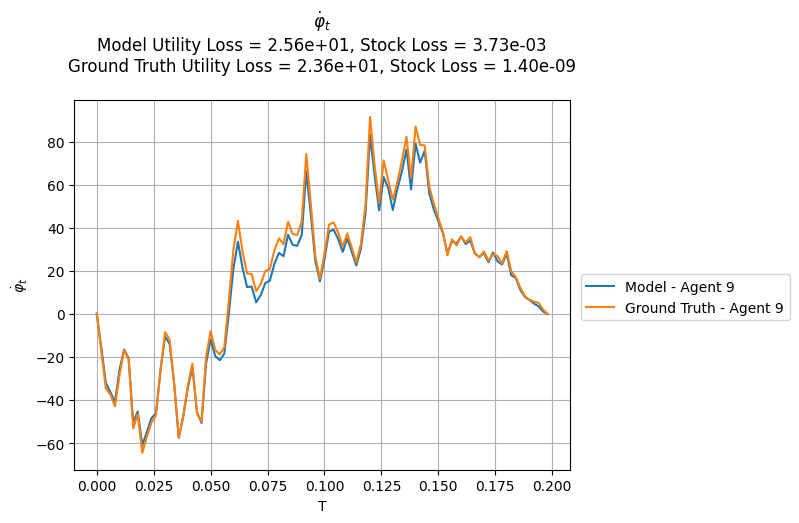 φ̇ₜ
Model Utility Loss = 2.56e+01, Stock Loss = 3.73e-03
Ground Truth Utility Loss = 2.36e+01, Stock Loss = 1.40e-09
φ̇ₜ
80
60
40
20
0
−20
−40
−60
0.000
0.025
0.050
0.075
0.100
0.125
0.150
0.175
0.200
T
Model - Agent 9
Ground Truth - Agent 9